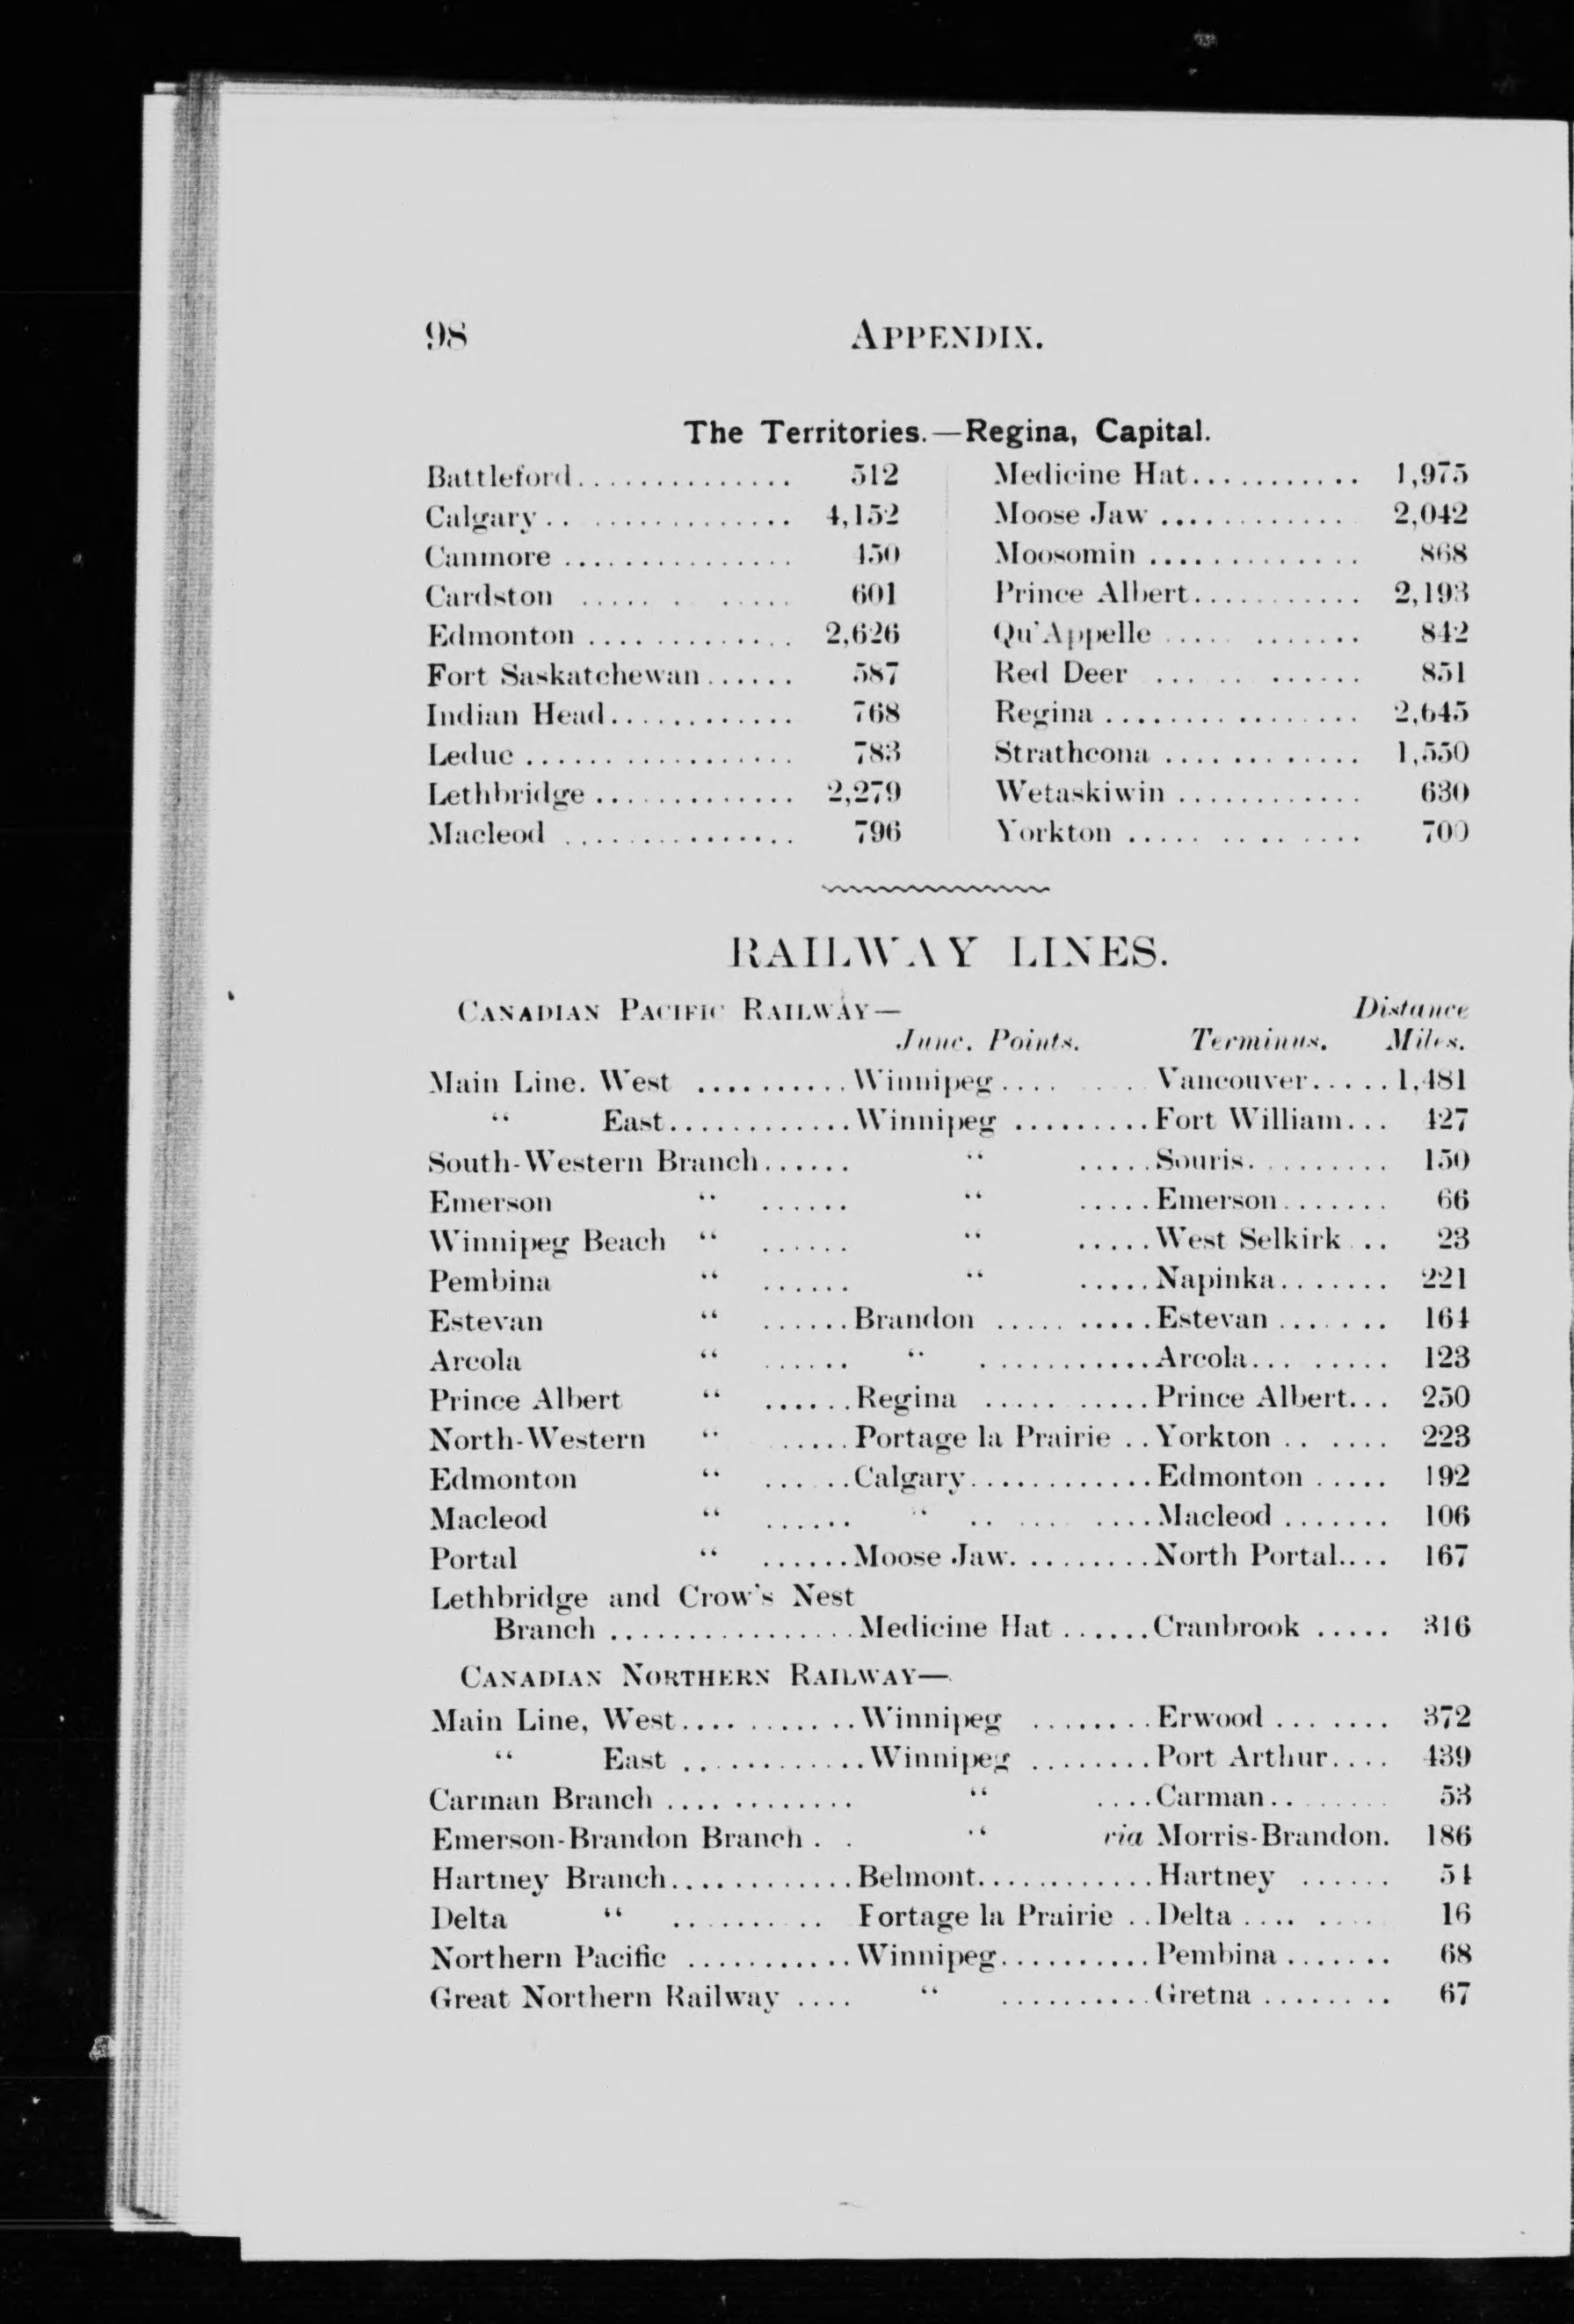 98 APPENDIX.
The Territories.—Regina, Capital.
Battleford.............. 512 Medicine Hat........... 1,975
Calgary .. ............. 4,152 Moose Jaw ............ 2,042
Canmore ............... 450 Moosomin .............. 868
Cardston ..... . ..... 601 Prince Albert........... 2,193
Edmonton ............. 2,626 Qu'Appelle .... ....... 842
Fort Saskatchewan...... 587 Red Deer ... .. ...... 851
Indian Head............ 768 Regina ................ 2,645
Leduc ................. 783 Strathcona ............ 1,550
Lethbridge ............. 2,279 Wetaskiwin ............ 630
Macleod ............... 796 Yorkton .... ......... 700
RAILWAY LINES.
CANADIAN PACIFIC RAILWAY— Distance
Junc. Points. Terminus. Miles.
Main Line. West ..........Winnipeg.... . Vancouver.....1,481
“ East.............Winnipeg .........Fort William... 427
South-Western Branch...... “ .....Souris.......... 150
Emerson “ ...... “ .....Emerson....... 66
Winnipeg Beach “ ...... “ .....West Selkirk .. 23
Pembina “ ...... “ .....Napinka....... 221
Estevan “ ......Brandon .... .....Estevan ....... 164
Arcola “ ...... “ ...........Arcola... ..... 123
Prince Albert “ ......Regina ..... .....Prince Albert... 250
North-Western “ .....Portage la Prairie ..Yorkton .. .... 223
Edmonton “ ......Calgary............Edmonton ..... 192
Macleod “ ...... “ .. ... ....Macleod ....... 106
Portal “ ......Moose Jaw.........North Portal.... 167
Lethbridge and Crow's Nest
Branch ................Medicine Hat ......Cranbrook ..... 316
CANADIAN NORTHERN RAILWAY—
Main Line, West.... ......Winnipeg ........Erwood ... .... 372
“ East ............Winnipeg ........Port Arthur.... 439
Carman Branch ............ “ ....Carman.. ..... 53
Emerson-Brandon Branch . . “ via Morris-Brandon. 186
Hartney Branch............Belmont...........Hartney ...... 54
Delta “ .......... Portage la Prairie ..Delta .... .... 16
Northern Pacific ...........Winnipeg..........Pembina ....... 68
Great Northern Railway .... “ ..........Gretna ........ 67